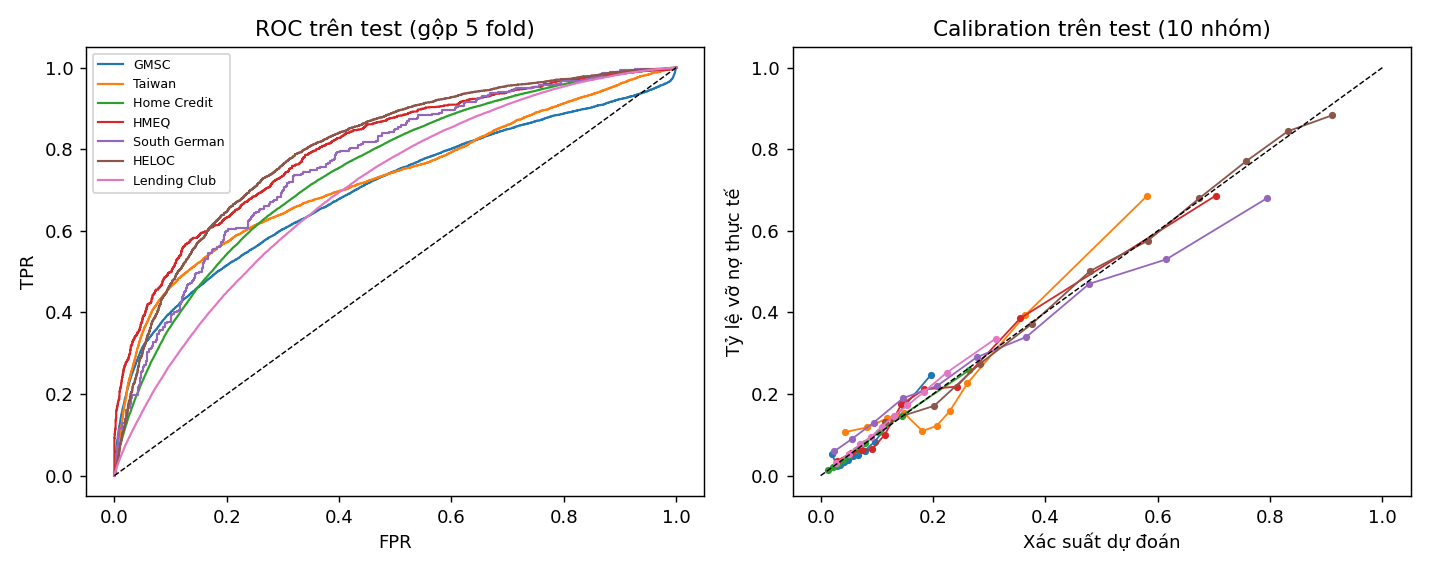 ROC trên test (gộp 5 fold)
GMSC
Taiwan
Home Credit
HMEQ
South German
HELOC
Lending Club
TPR
1.0
0.8
0.6
0.4
0.2
0.0
0.0 0.2 0.4 0.6 0.8 1.0
FPR
Calibration trên test (10 nhóm)
Tỷ lệ vỡ nợ thực tế
1.0
0.8
0.6
0.4
0.2
0.0
0.0 0.2 0.4 0.6 0.8 1.0
Xác suất dự đoán